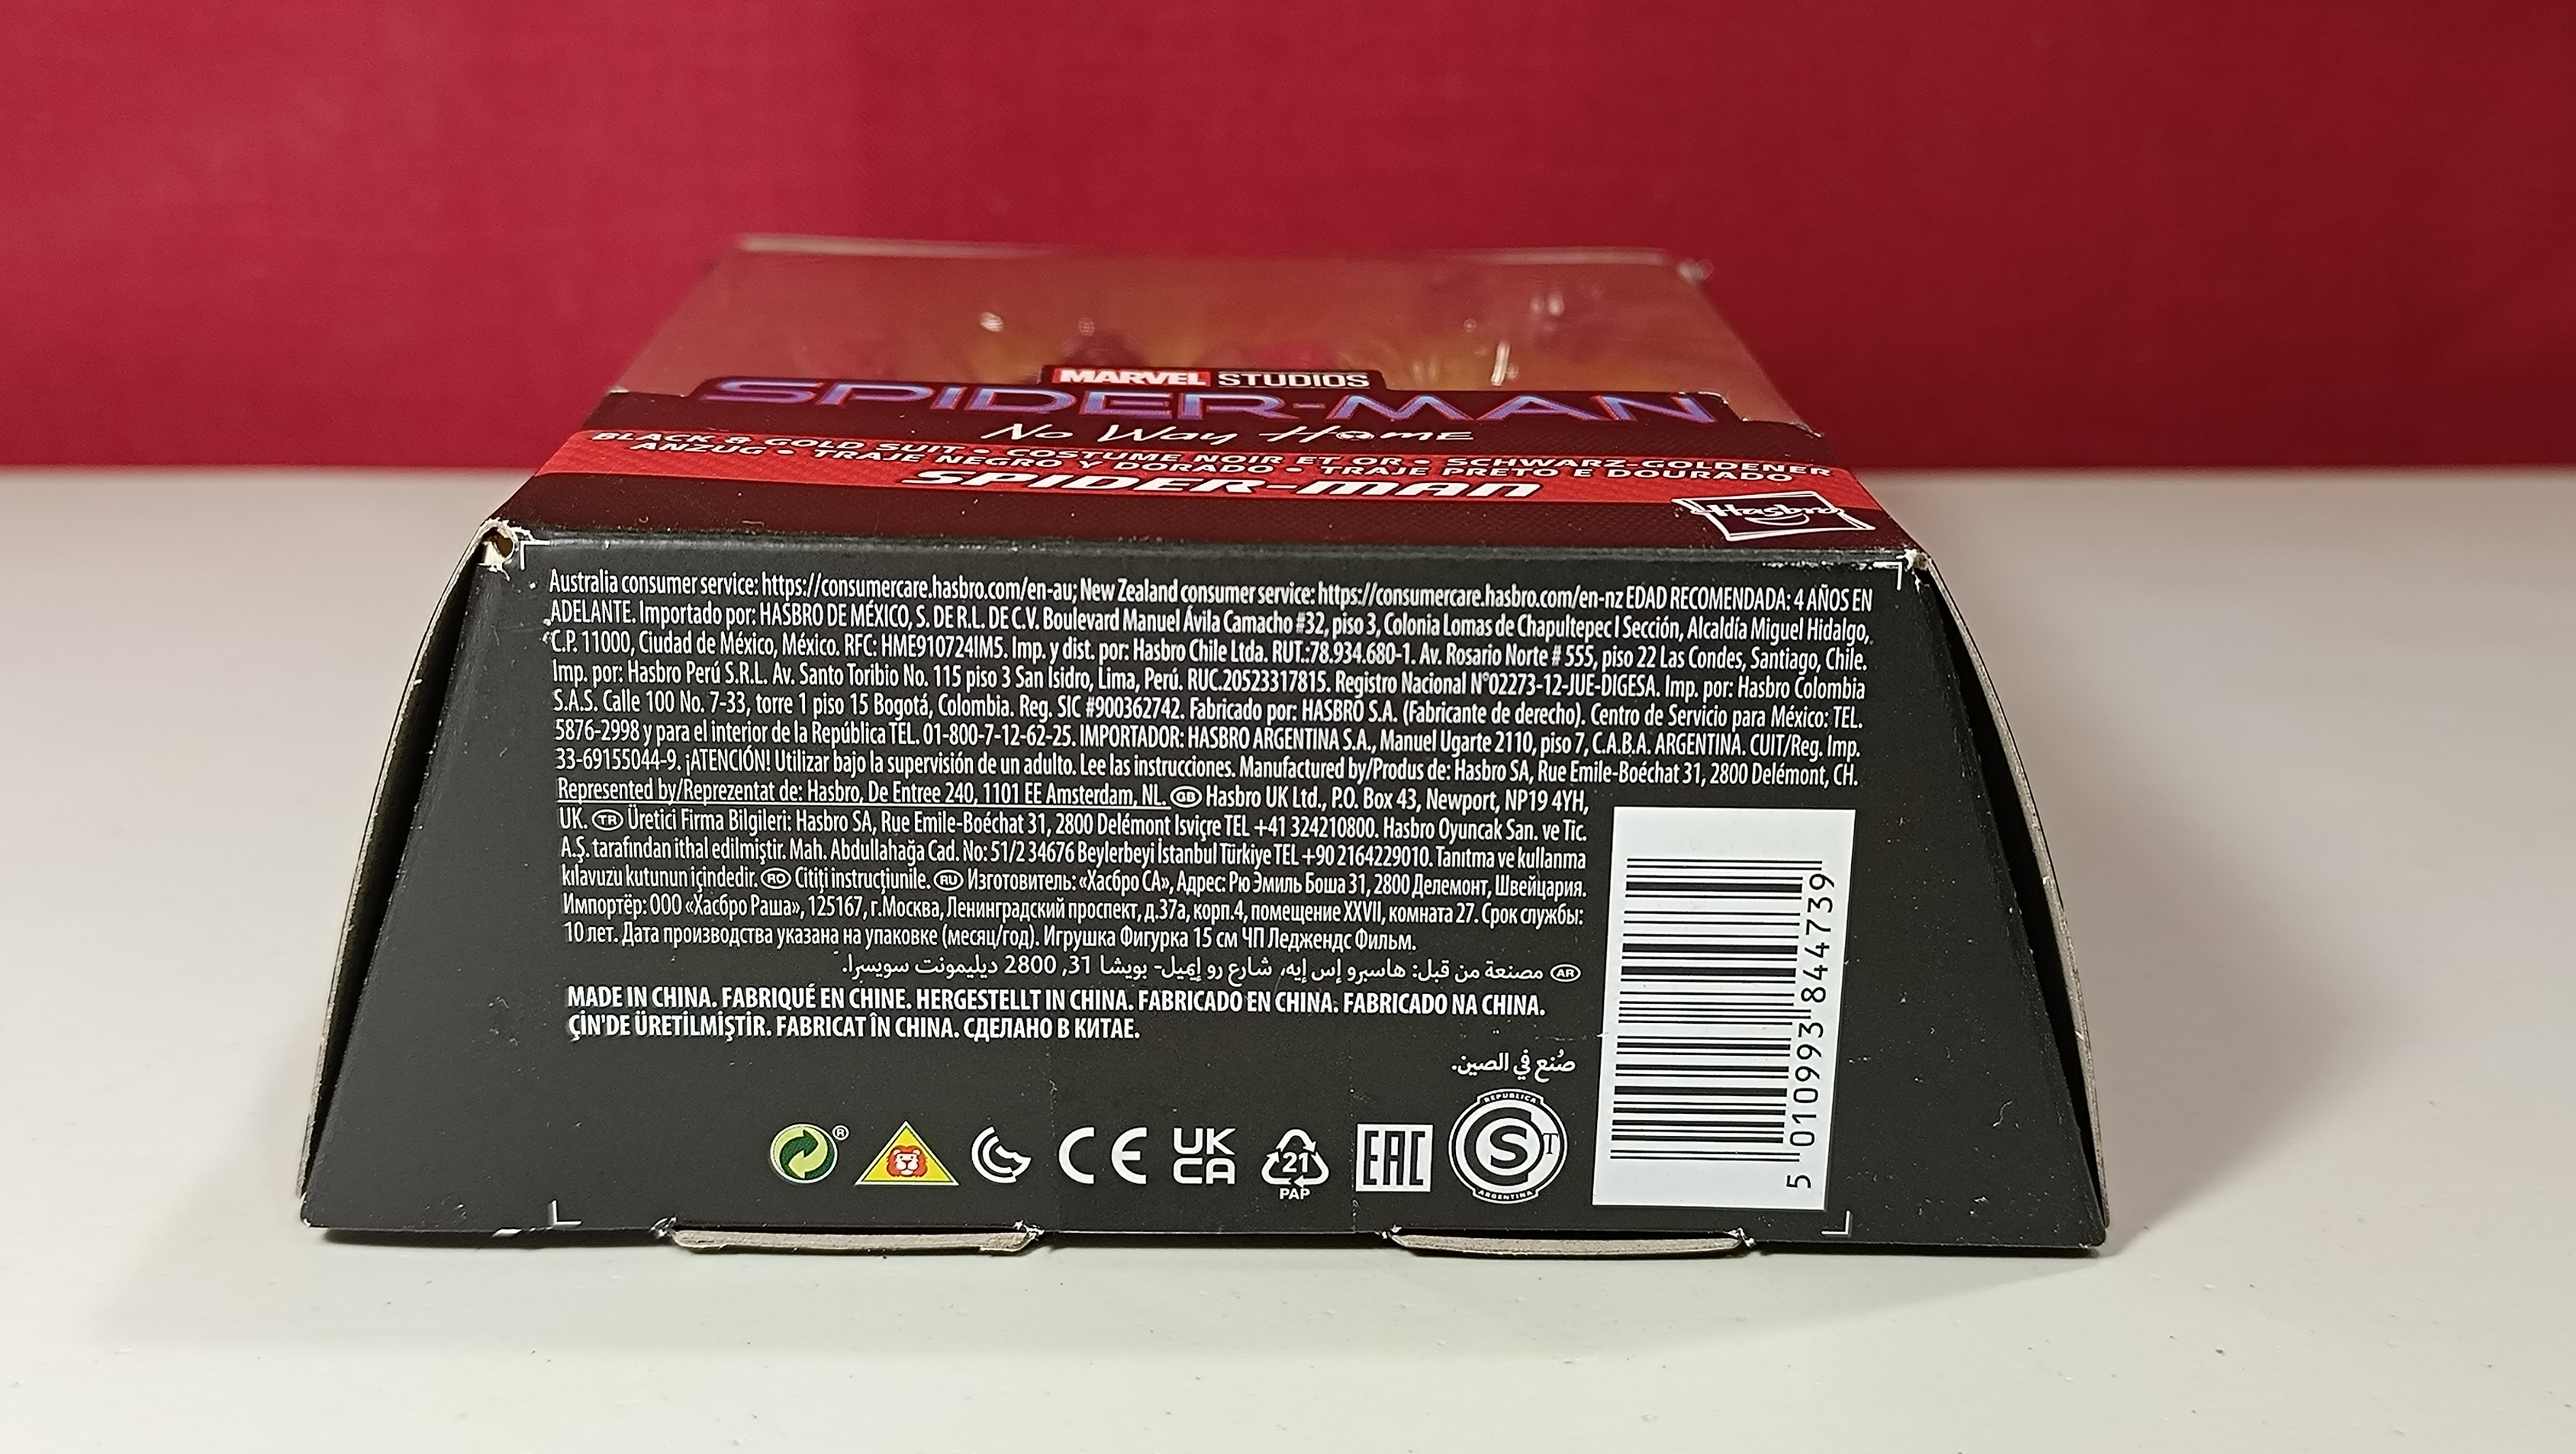 MARVEL STUDIOS
SPIDER-MAN
No Way Home
BLACK & GOLD SUIT • COSTUME NOIR ET OR • SCHWARZ-GOLDENER
ANZUG • TRAJE NEGRO Y DORADO • TRAJE PRETO E DOURADO
SPIDER-MAN
Hasbro
Australia consumer service: https://consumercare.hasbro.com/en-au; New Zealand consumer service: https://consumercare.hasbro.com/en-nz EDAD RECOMENDADA: 4 AÑOS EN
ADELANTE. Importado por: HASBRO DE MÉXICO, S. DE R.L. DE C.V. Boulevard Manuel Ávila Camacho #32, piso 3, Colonia Lomas de Chapultepec I Sección, Alcaldía Miguel Hidalgo,
C.P. 11000, Ciudad de México, México. RFC: HME910724IM5. Imp. y dist. por: Hasbro Chile Ltda. RUT.:78.934.680-1. Av. Rosario Norte # 555, piso 22 Las Condes, Santiago, Chile.
Imp. por: Hasbro Perú S.R.L. Av. Santo Toribio No. 115 piso 3 San Isidro, Lima, Perú. RUC.20523317815. Registro Nacional N°02273-12-JUE-DIGESA. Imp. por: Hasbro Colombia
S.A.S. Calle 100 No. 7-33, torre 1 piso 15 Bogotá, Colombia. Reg. SIC #900362742. Fabricado por: HASBRO S.A. (Fabricante de derecho). Centro de Servicio para México: TEL.
5876-2998 y para el interior de la República TEL. 01-800-7-12-62-25. IMPORTADOR: HASBRO ARGENTINA S.A., Manuel Ugarte 2110, piso 7, C.A.B.A. ARGENTINA. CUIT/Reg. Imp.
33-69155044-9. ¡ATENCIÓN! Utilizar bajo la supervisión de un adulto. Lee las instrucciones. Manufactured by/Produs de: Hasbro SA, Rue Emile-Boéchat 31, 2800 Delémont, CH.
Represented by/Reprezentat de: Hasbro, De Entree 240, 1101 EE Amsterdam, NL. GB Hasbro UK Ltd., P.O. Box 43, Newport, NP19 4YH,
UK. TR Üretici Firma Bilgileri: Hasbro SA, Rue Emile-Boéchat 31, 2800 Delémont Isviçre TEL +41 324210800. Hasbro Oyuncak San. ve Tic.
A.Ş. tarafından ithal edilmiştir. Mah. Abdullahağa Cad. No: 51/2 34676 Beylerbeyi İstanbul Türkiye TEL +90 2164229010. Tanıtma ve kullanma
kılavuzu kutunun içindedir. RO Citiți instrucțiunile. RU Изготовитель: «Хасбро СА», Адрес: Рю Эмиль Боша 31, 2800 Делемонт, Швейцария.
Импортёр: ООО «Хасбро Раша», 125167, г.Москва, Ленинградский проспект, д.37а, корп.4, помещение XXVII, комната 27. Срок службы:
10 лет. Дата производства указана на упаковке (месяц/год). Игрушка Фигурка 15 см ЧП Леджендс Фильм.
AR مصنعة من قبل: هاسبرو إس إيه، شارع رو إيميل- بويشا 31, 2800 ديليمونت سويسرا.
MADE IN CHINA. FABRIQUÉ EN CHINE. HERGESTELLT IN CHINA. FABRICADO EN CHINA. FABRICADO NA CHINA.
ÇİN'DE ÜRETİLMİŞTİR. FABRICAT ÎN CHINA. СДЕЛАНО В КИТАЕ.
صُنع في الصين.
® CE UK CA 21 PAP EAC REPUBLICA S T ARGENTINA
5 010993 844739